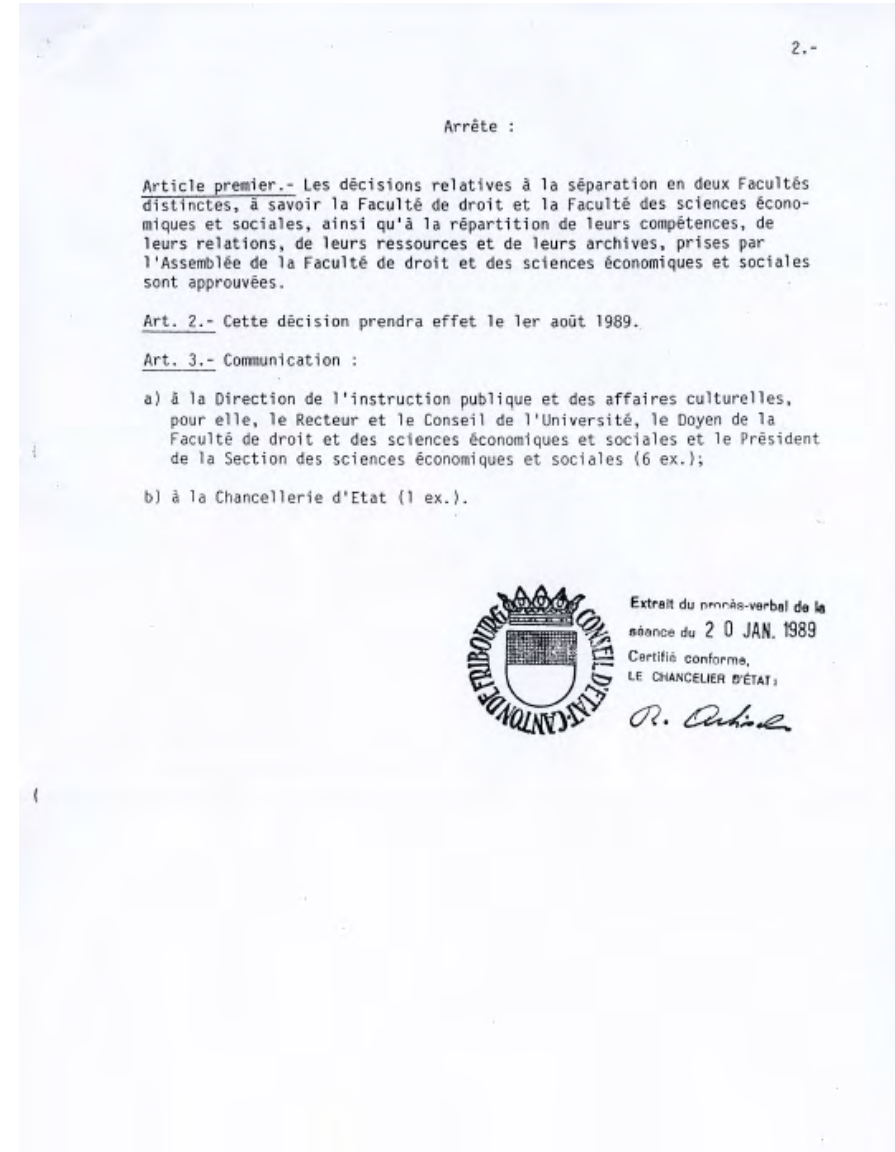 2.-
Arrête :
Article premier.- Les décisions relatives à la séparation en deux Facultés
distinctes, à savoir la Faculté de droit et la Faculté des sciences écono-
miques et sociales, ainsi qu'à la répartition de leurs compétences, de
leurs relations, de leurs ressources et de leurs archives, prises par
l'Assemblée de la Faculté de droit et des sciences économiques et sociales
sont approuvées.
Art. 2.- Cette décision prendra effet le 1er août 1989.
Art. 3.- Communication :
a) à la Direction de l'instruction publique et des affaires culturelles,
pour elle, le Recteur et le Conseil de l'Université, le Doyen de la
Faculté de droit et des sciences économiques et sociales et le Président
de la Section des sciences économiques et sociales (6 ex.);
b) à la Chancellerie d'Etat (1 ex.).
CONSEIL D'ETAT·CANTON DE FRIBOURG
Extrait du procès-verbal de la
séance du 20 JAN. 1989
Certifié conforme,
LE CHANCELIER D'ÉTAT:
R.